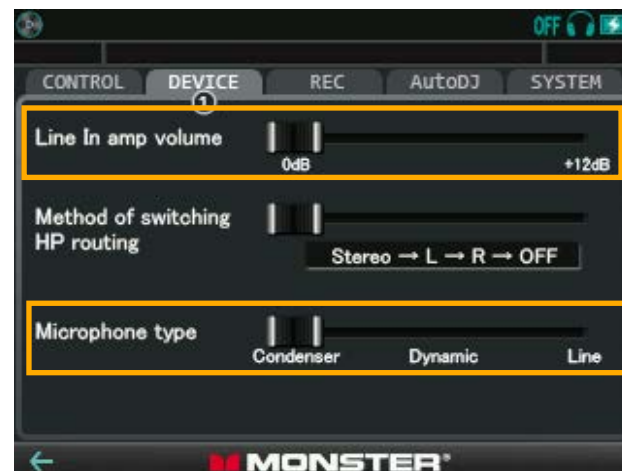 OFF
CONTROL DEVICE REC AutoDJ SYSTEM
①
Line In amp volume
0dB +12dB
Method of switching
HP routing
Stereo → L → R → OFF
Microphone type
Condenser Dynamic Line
← MONSTER®